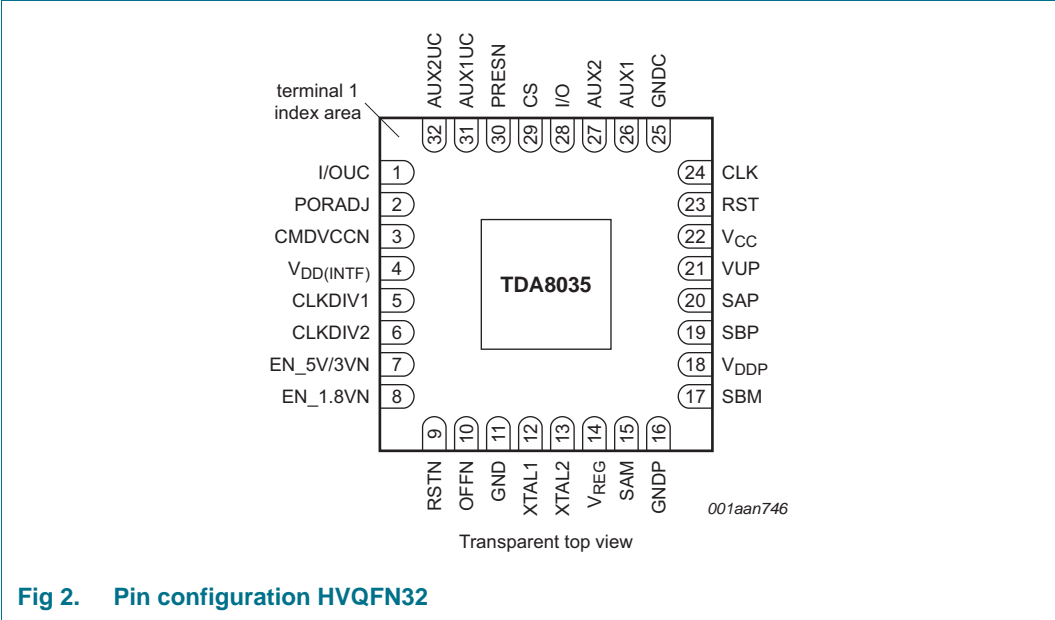 AUX2UC
AUX1UC
PRESN
CS
I/O
AUX2
AUX1
GNDC
terminal 1
index area
32
31
30
29
28
27
26
25
I/OUC 1
PORADJ 2
CMDVCCN 3
VDD(INTF) 4
CLKDIV1 5
CLKDIV2 6
EN_5V/3VN 7
EN_1.8VN 8
TDA8035
24 CLK
23 RST
22 VCC
21 VUP
20 SAP
19 SBP
18 VDDP
17 SBM
9
10
11
12
13
14
15
16
RSTN
OFFN
GND
XTAL1
XTAL2
VREG
SAM
GNDP
001aan746
Transparent top view
Fig 2. Pin configuration HVQFN32